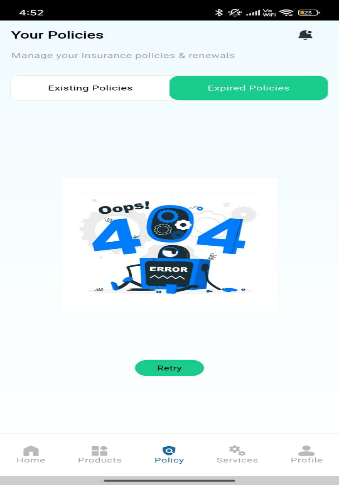 4:52
Your Policies
Manage your Insurance policies & renewals
Existing Policies
Expired Policies
Oops!
404
ERROR
Retry
Home
Products
Policy
Services
Profile